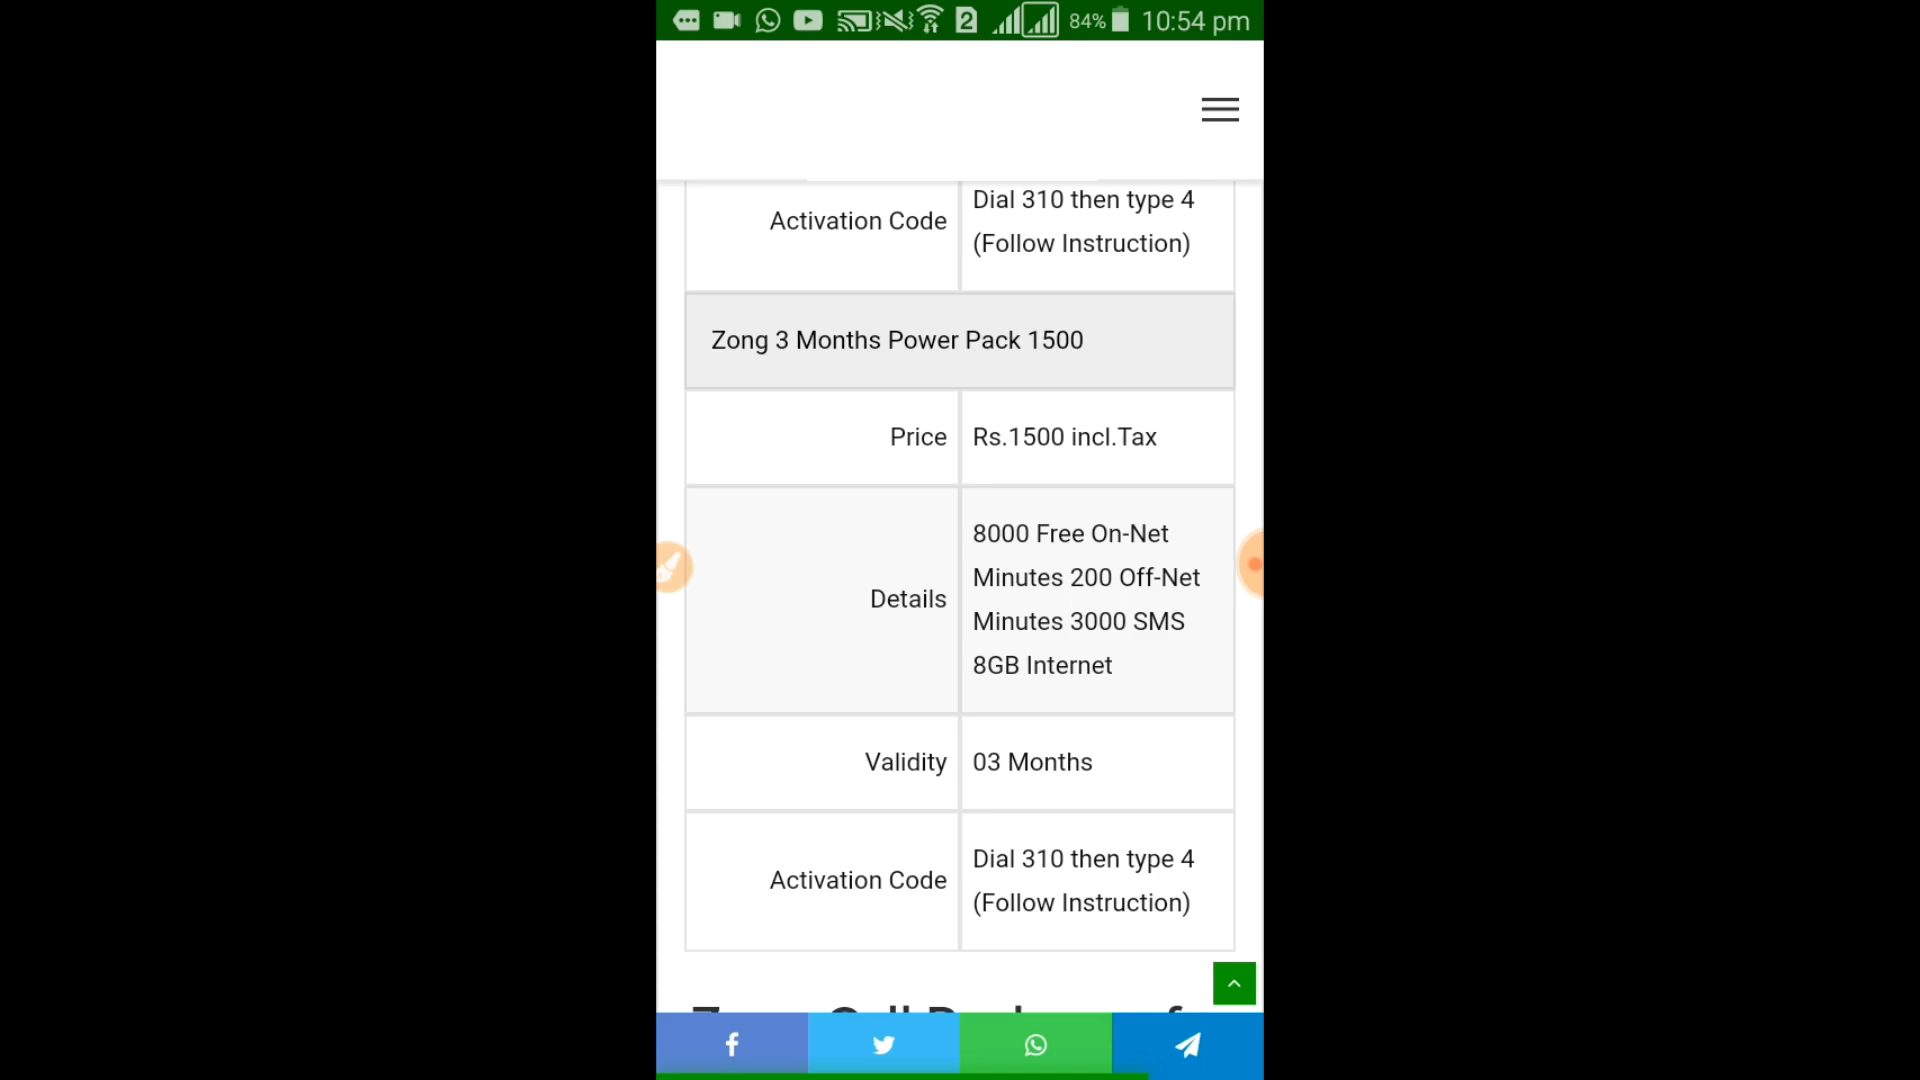 84% 10:54 pm
Activation Code
Dial 310 then type 4
(Follow Instruction)
Zong 3 Months Power Pack 1500
Price
Rs.1500 incl.Tax
Details
8000 Free On-Net
Minutes 200 Off-Net
Minutes 3000 SMS
8GB Internet
Validity
03 Months
Activation Code
Dial 310 then type 4
(Follow Instruction)